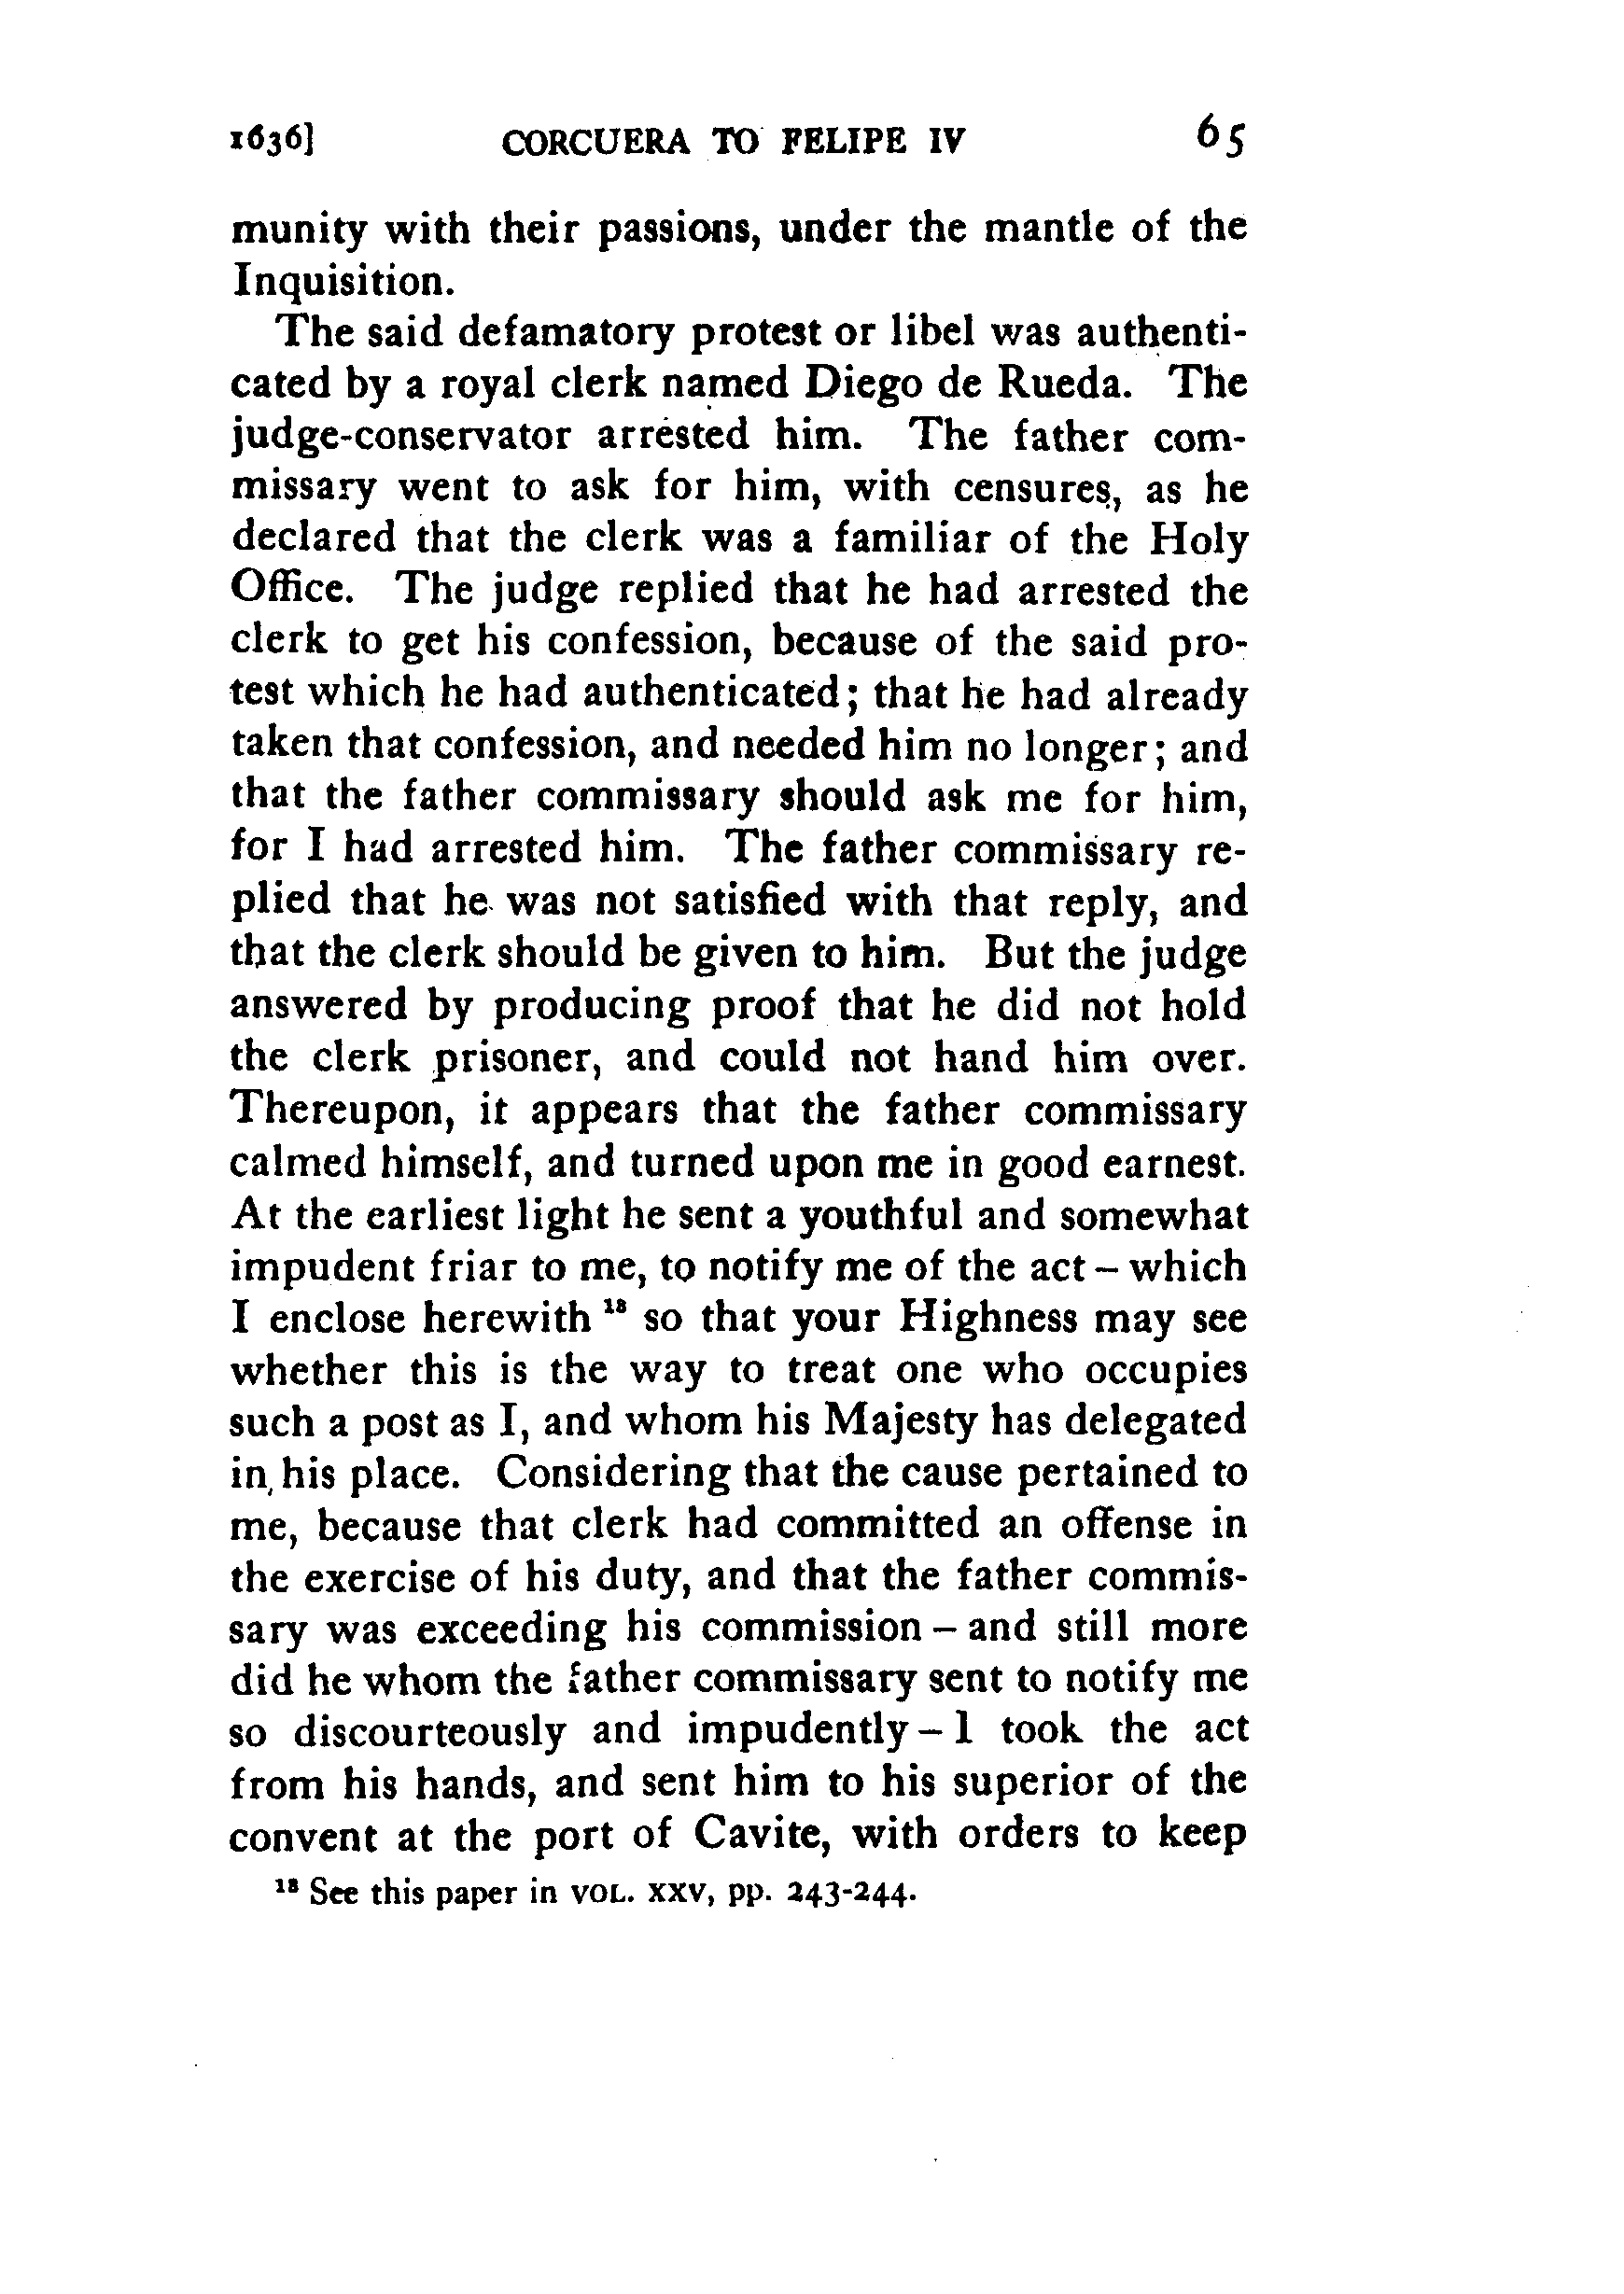 1636] CORCUERA TO FELIPE IV 65
munity with their passions, under the mantle of the
Inquisition.
The said defamatory protest or libel was authenti-
cated by a royal clerk named Diego de Rueda. The
judge-conservator arrested him. The father com-
missary went to ask for him, with censures, as he
declared that the clerk was a familiar of the Holy
Office. The judge replied that he had arrested the
clerk to get his confession, because of the said pro-
test which he had authenticated; that he had already
taken that confession, and needed him no longer; and
that the father commissary should ask me for him,
for I had arrested him. The father commissary re-
plied that he was not satisfied with that reply, and
that the clerk should be given to him. But the judge
answered by producing proof that he did not hold
the clerk prisoner, and could not hand him over.
Thereupon, it appears that the father commissary
calmed himself, and turned upon me in good earnest.
At the earliest light he sent a youthful and somewhat
impudent friar to me, to notify me of the act – which
I enclose herewith ¹⁸ so that your Highness may see
whether this is the way to treat one who occupies
such a post as I, and whom his Majesty has delegated
in his place. Considering that the cause pertained to
me, because that clerk had committed an offense in
the exercise of his duty, and that the father commis-
sary was exceeding his commission – and still more
did he whom the father commissary sent to notify me
so discourteously and impudently – I took the act
from his hands, and sent him to his superior of the
convent at the port of Cavite, with orders to keep
¹⁸ See this paper in VOL. XXV, pp. 243-244.